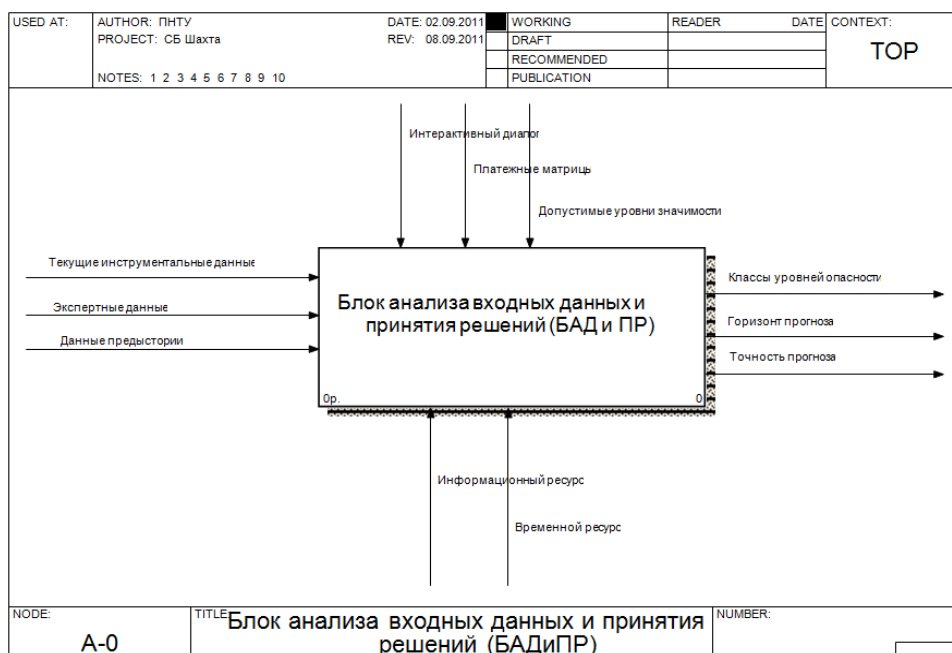 USED AT:
AUTHOR: ПНТУ
DATE: 02.09.2011
WORKING
READER
DATE
CONTEXT:
PROJECT: СБ Шахта
REV: 08.09.2011
DRAFT
TOP
RECOMMENDED
NOTES: 1 2 3 4 5 6 7 8 9 10
PUBLICATION
Интерактивный диалог
Платежные матрицы
Допустимые уровни значимости
Текущие инструментальные данные
Экспертные данные
Данные предыстории
Блок анализа входных данных и
принятия решений (БАД и ПР)
0р.
0
Классы уровней опасности
Горизонт прогноза
Точность прогноза
Информационный ресурс
Временной ресурс
NODE:
A-0
TITLE:
Блок анализа входных данных и принятия
решений (БАДиПР)
NUMBER: